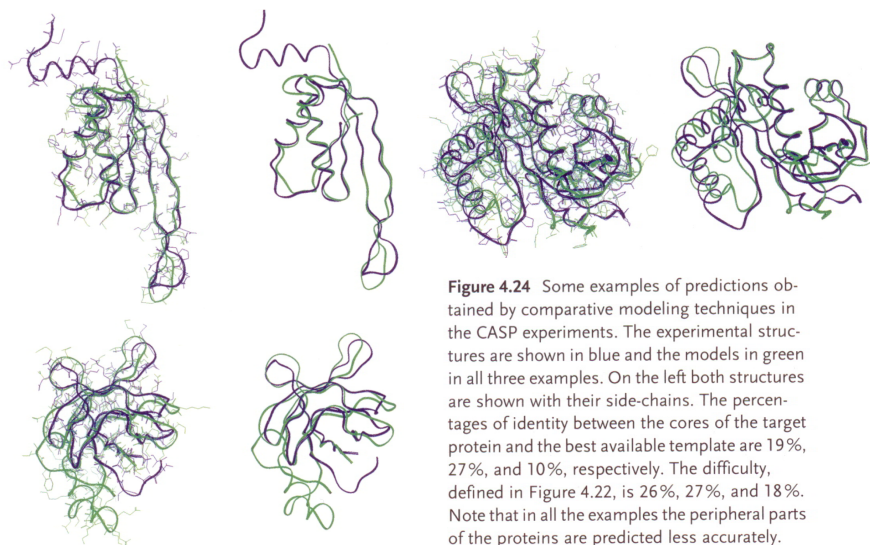 Figure 4.24 Some examples of predictions ob-
tained by comparative modeling techniques in
the CASP experiments. The experimental struc-
tures are shown in blue and the models in green
in all three examples. On the left both structures
are shown with their side-chains. The percen-
tages of identity between the cores of the target
protein and the best available template are 19%,
27%, and 10%, respectively. The difficulty,
defined in Figure 4.22, is 26%, 27%, and 18%.
Note that in all the examples the peripheral parts
of the proteins are predicted less accurately.